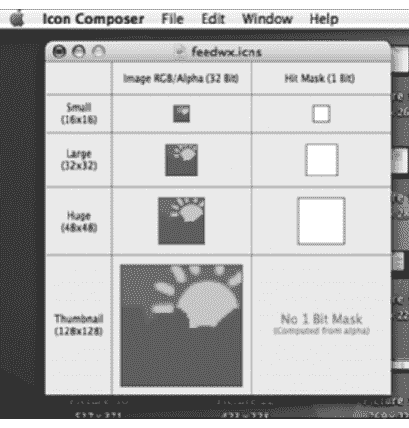 Icon Composer File Edit Window Help
feedwx.icns
Image RGB/Alpha (32 Bit) Hit Mask (1 Bit)
Small
(16x16)
Large
(32x32)
Huge
(48x48)
Thumbnail
(128x128)
No 1 Bit Mask
(Computed from alpha)